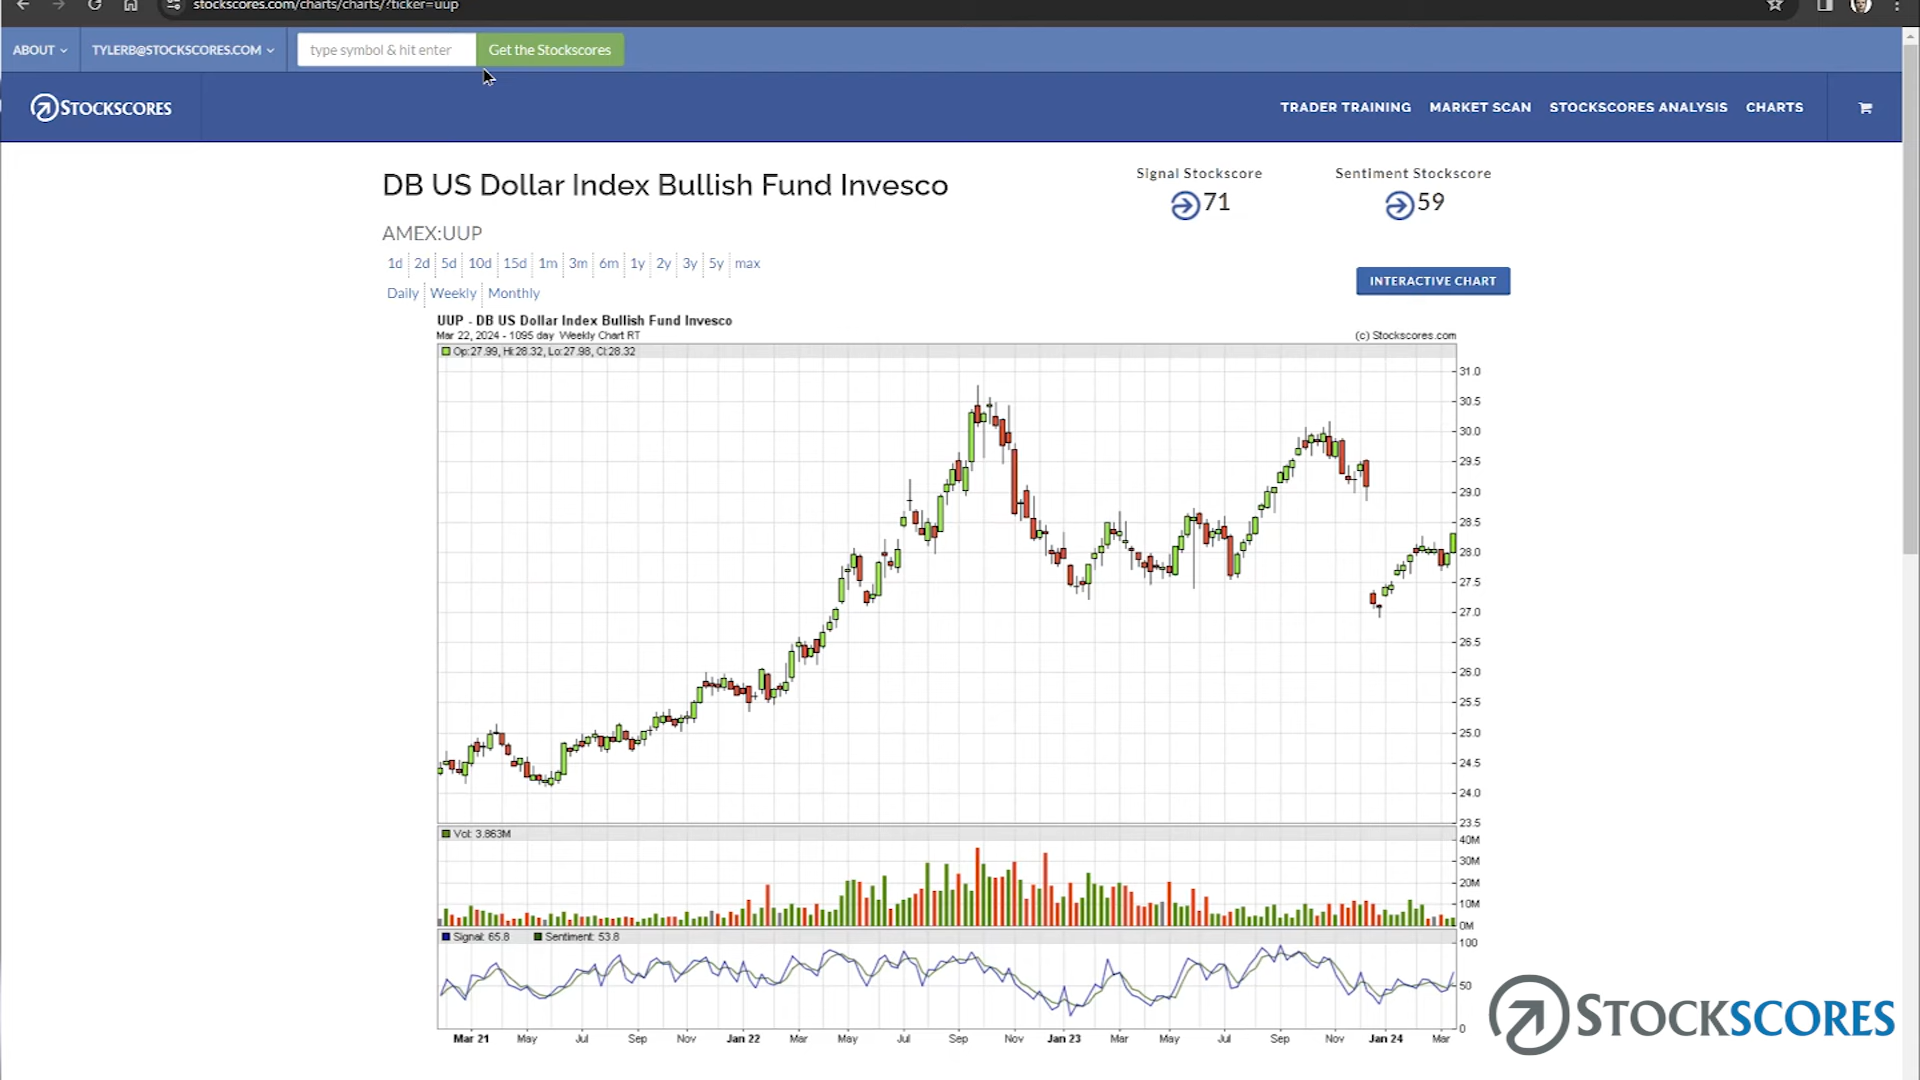 stockscores.com/charts/charts/?ticker=uup
ABOUT TYLERB@STOCKSCORES.COM type symbol & hit enter Get the Stockscores
STOCKSCORES TRADER TRAINING MARKET SCAN STOCKSCORES ANALYSIS CHARTS
DB US Dollar Index Bullish Fund Invesco
Signal Stockscore Sentiment Stockscore
71 59
AMEX:UUP
1d 2d 5d 10d 15d 1m 3m 6m 1y 2y 3y 5y max
INTERACTIVE CHART
Daily Weekly Monthly
UUP - DB US Dollar Index Bullish Fund Invesco
Mar 22, 2024 - 1095 day Weekly Chart RT (c) Stockscores.com
Op:27.99, Hi:28.32, Lo:27.98, Cl:28.32
31.0
30.5
30.0
29.5
29.0
28.5
28.0
27.5
27.0
26.5
26.0
25.5
25.0
24.5
24.0
23.5
Vol: 3.863M
40M
30M
20M
10M
0M
Signal: 65.8 Sentiment: 53.8
100
50
0
Mar 21 May Jul Sep Nov Jan 22 Mar May Jul Sep Nov Jan 23 Mar May Jul Sep Nov Jan 24 Mar
STOCKSCORES